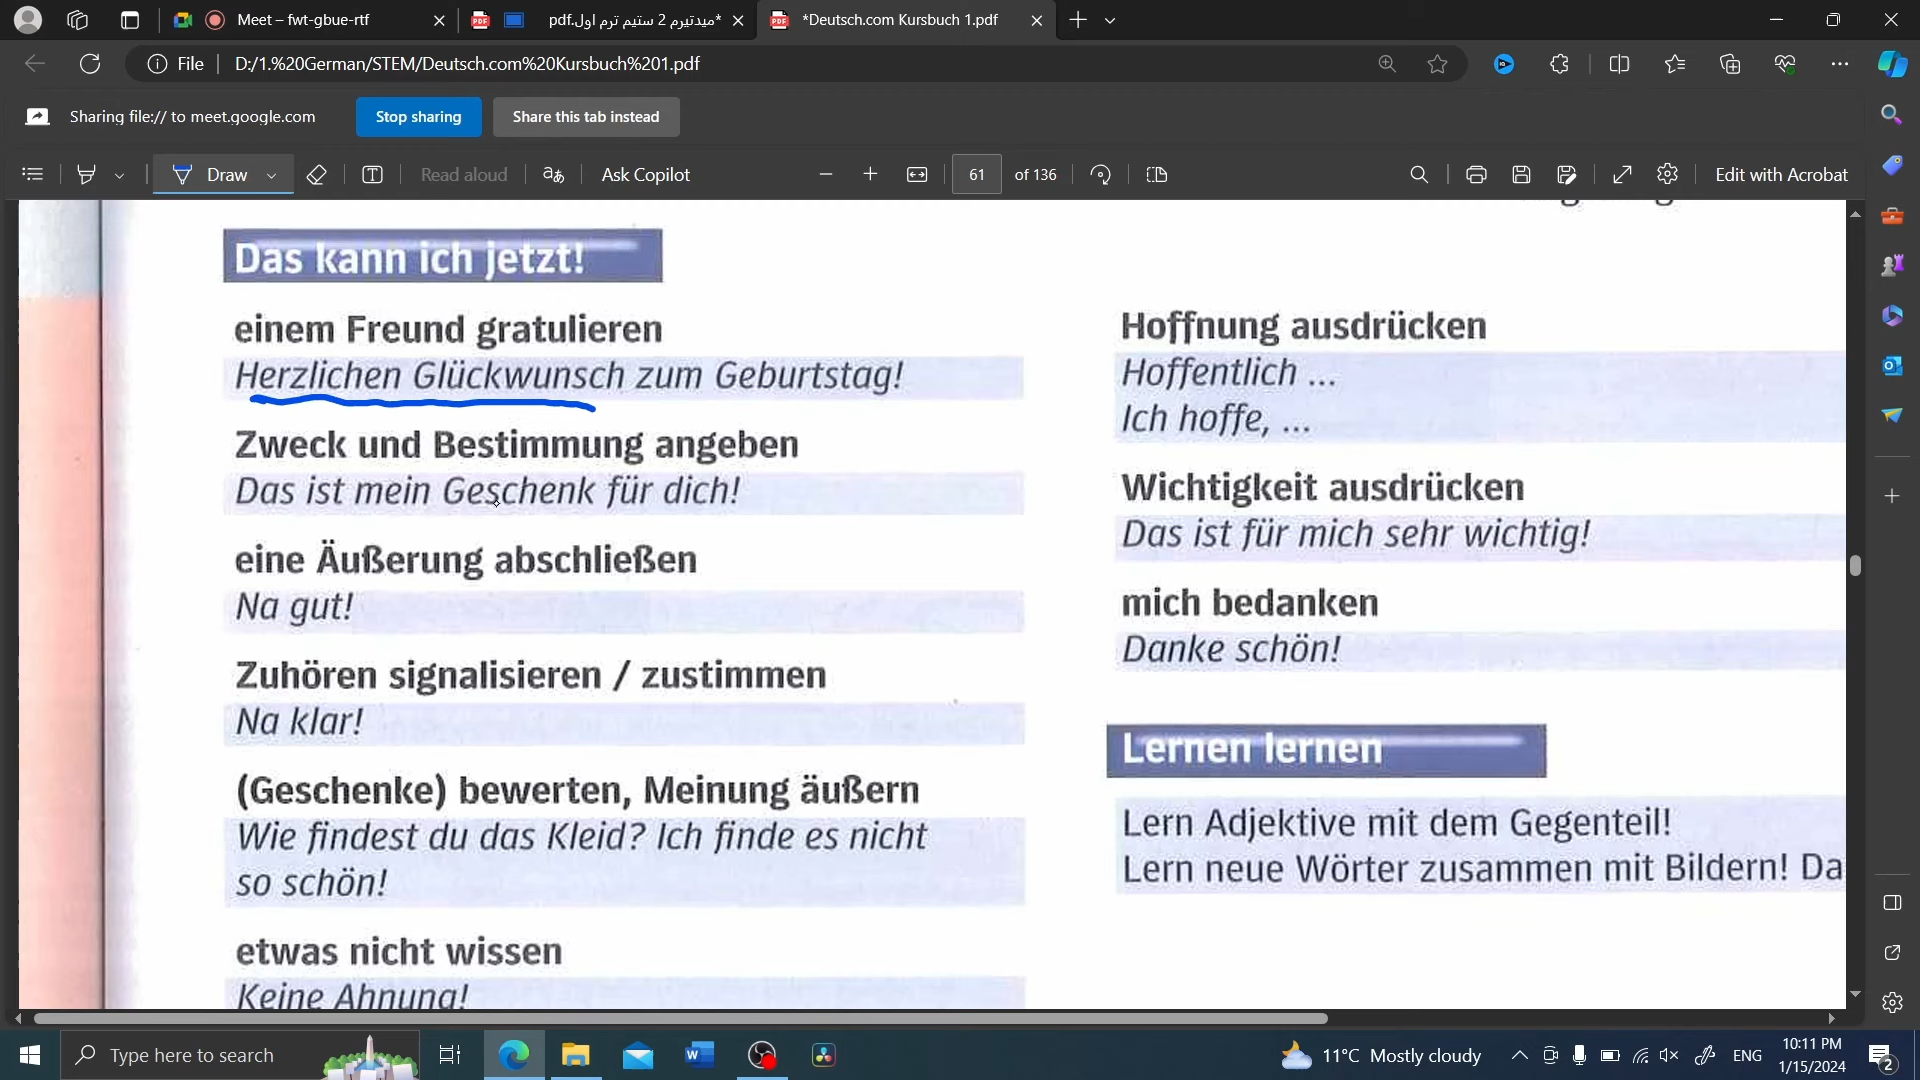 Meet – fwt-gbue-rtf
*ميدتيرم 2 ستيم ترم اول.pdf
*Deutsch.com Kursbuch 1.pdf
File
D:/1.%20German/STEM/Deutsch.com%20Kursbuch%201.pdf
Sharing file:// to meet.google.com
Stop sharing
Share this tab instead
Draw
Read aloud
Ask Copilot
61
of 136
Edit with Acrobat
Das kann ich jetzt!
einem Freund gratulieren
Herzlichen Glückwunsch zum Geburtstag!
Zweck und Bestimmung angeben
Das ist mein Geschenk für dich!
eine Äußerung abschließen
Na gut!
Zuhören signalisieren / zustimmen
Na klar!
(Geschenke) bewerten, Meinung äußern
Wie findest du das Kleid? Ich finde es nicht
so schön!
etwas nicht wissen
Keine Ahnung!
Hoffnung ausdrücken
Hoffentlich ...
Ich hoffe, ...
Wichtigkeit ausdrücken
Das ist für mich sehr wichtig!
mich bedanken
Danke schön!
Lernen lernen
Lern Adjektive mit dem Gegenteil!
Lern neue Wörter zusammen mit Bildern! Da
Type here to search
11°C Mostly cloudy
ENG
10:11 PM
1/15/2024
2